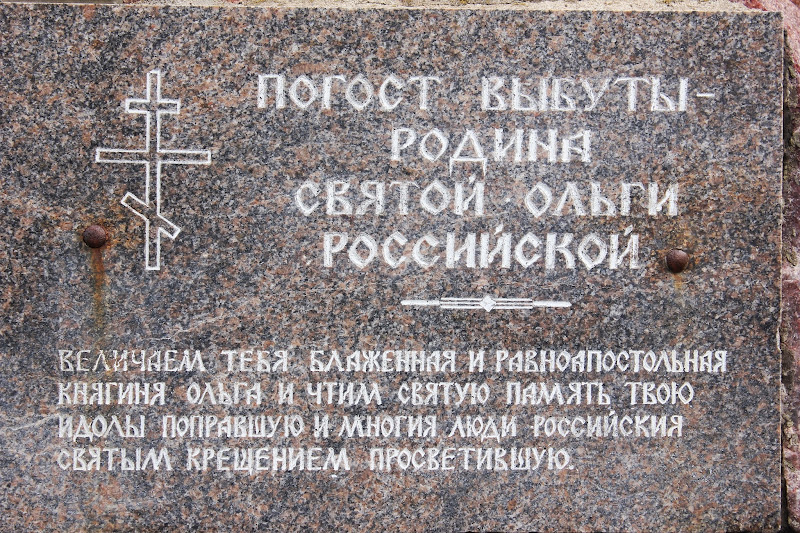 ПОГОСТ ВЫБУТЫ-
РОДИНА
СВЯТОЙ ОЛЬГИ
РОССИЙСКОЙ
ВЕЛИЧАЕМ ТЕБЯ БЛАЖЕННАЯ И РАВНОАПОСТОЛЬНАЯ
КНЯГИНЯ ОЛЬГА И ЧТИМ СВЯТУЮ ПАМЯТЬ ТВОЮ
ИДОЛЫ ПОПРАВШУЮ И МНОГИЯ ЛЮДИ РОССИЙСКИЯ
СВЯТЫМ КРЕЩЕНИЕМ ПРОСВЕТИВШУЮ.